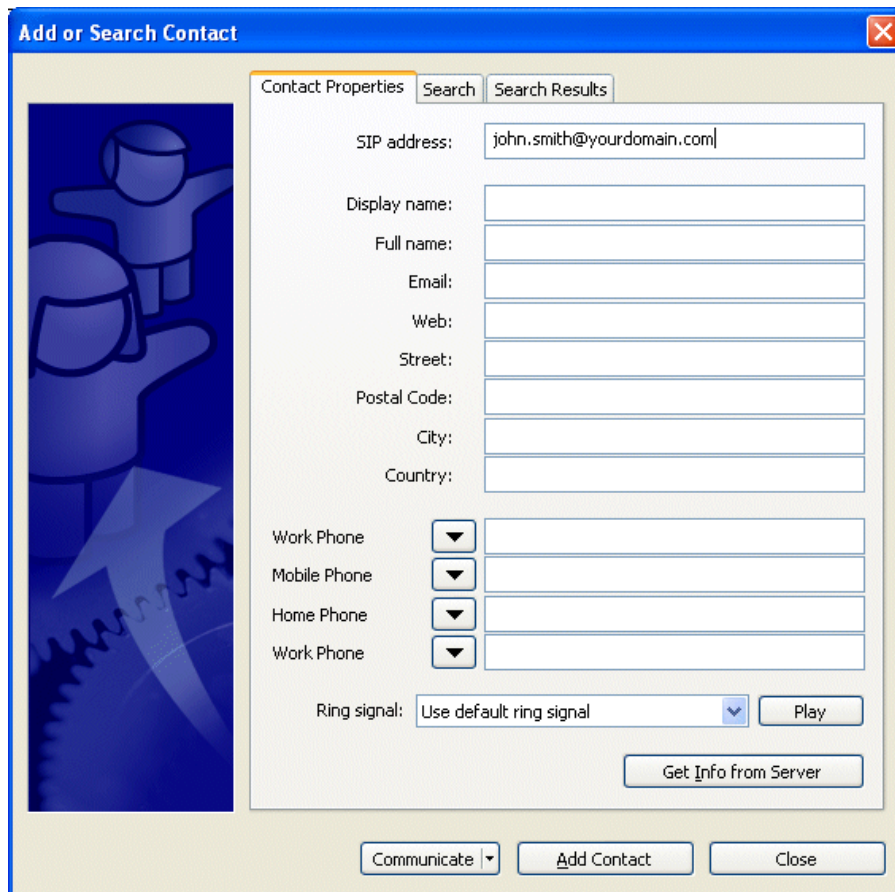 Add or Search Contact
Contact Properties Search Search Results
SIP address: john.smith@yourdomain.com
Display name:
Full name:
Email:
Web:
Street:
Postal Code:
City:
Country:
Work Phone
Mobile Phone
Home Phone
Work Phone
Ring signal: Use default ring signal Play
Get Info from Server
Communicate Add Contact Close